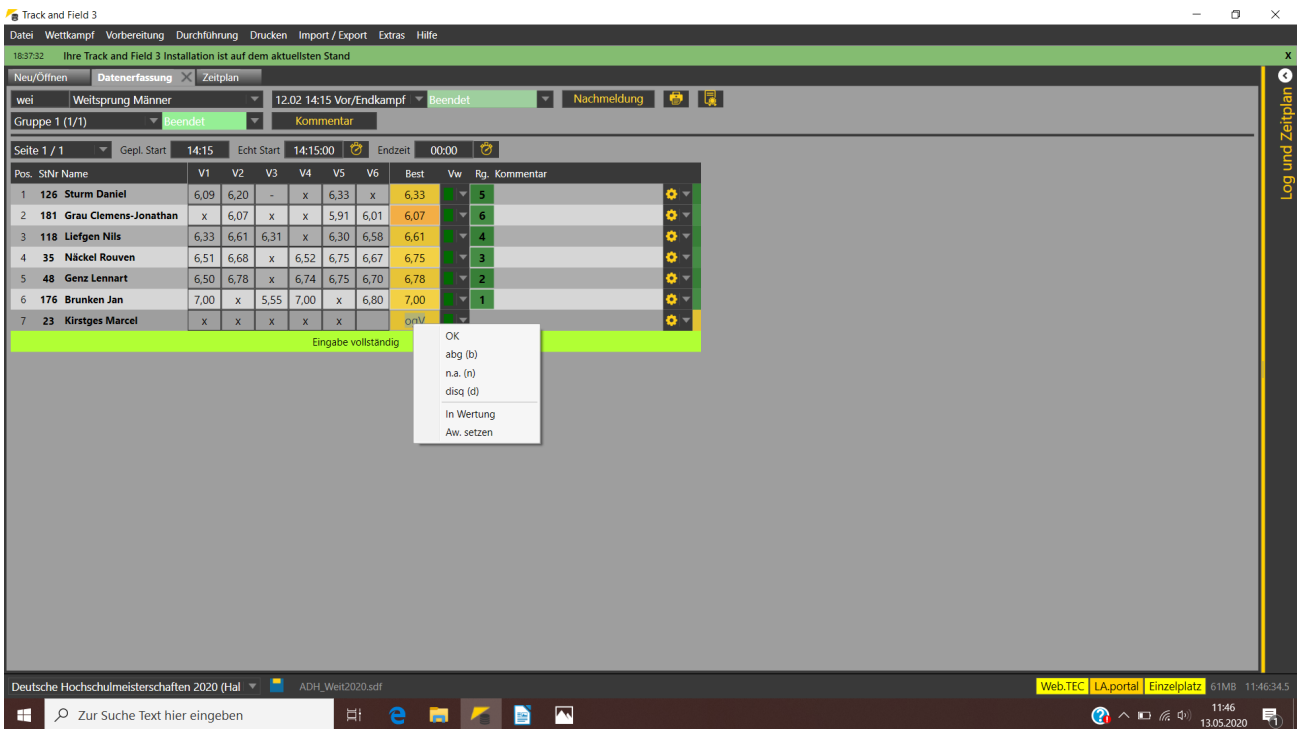 Track and Field 3
Datei Wettkampf Vorbereitung Durchführung Drucken Import / Export Extras Hilfe
18:37:32 Ihre Track and Field 3 Installation ist auf dem aktuellsten Stand x
Neu/Öffnen Datenerfassung Zeitplan
wei Weitsprung Männer 12.02 14:15 Vor/Endkampf Beendet Nachmeldung
Gruppe 1 (1/1) Beendet Kommentar
Seite 1 / 1 Gepl. Start 14:15 Echt Start 14:15:00 Endzeit 00:00
Pos. StNr Name V1 V2 V3 V4 V5 V6 Best Vw Rg. Kommentar
1 126 Sturm Daniel 6,09 6,20 - x 6,33 x 6,33 5
2 181 Grau Clemens-Jonathan x 6,07 x x 5,91 6,01 6,07 6
3 118 Liefgen Nils 6,33 6,61 6,31 x 6,30 6,58 6,61 4
4 35 Näckel Rouven 6,51 6,68 x 6,52 6,75 6,67 6,75 3
5 48 Genz Lennart 6,50 6,78 x 6,74 6,75 6,70 6,78 2
6 176 Brunken Jan 7,00 x 5,55 7,00 x 6,80 7,00 1
7 23 Kirstges Marcel x x x x x ogV
Eingabe vollständig
OK
abg (b)
n.a. (n)
disq (d)
In Wertung
Aw. setzen
Log und Zeitplan
Deutsche Hochschulmeisterschaften 2020 (Hal ADH_Weit2020.sdf Web.TEC LA.portal Einzelplatz 61MB 11:46:34.5
Zur Suche Text hier eingeben
11:46
13.05.2020